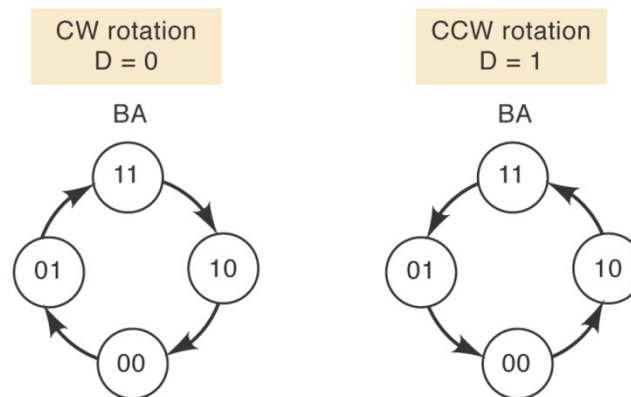 CW rotation
D = 0
BA
11
01
10
00
CCW rotation
D = 1
BA
11
01
10
00